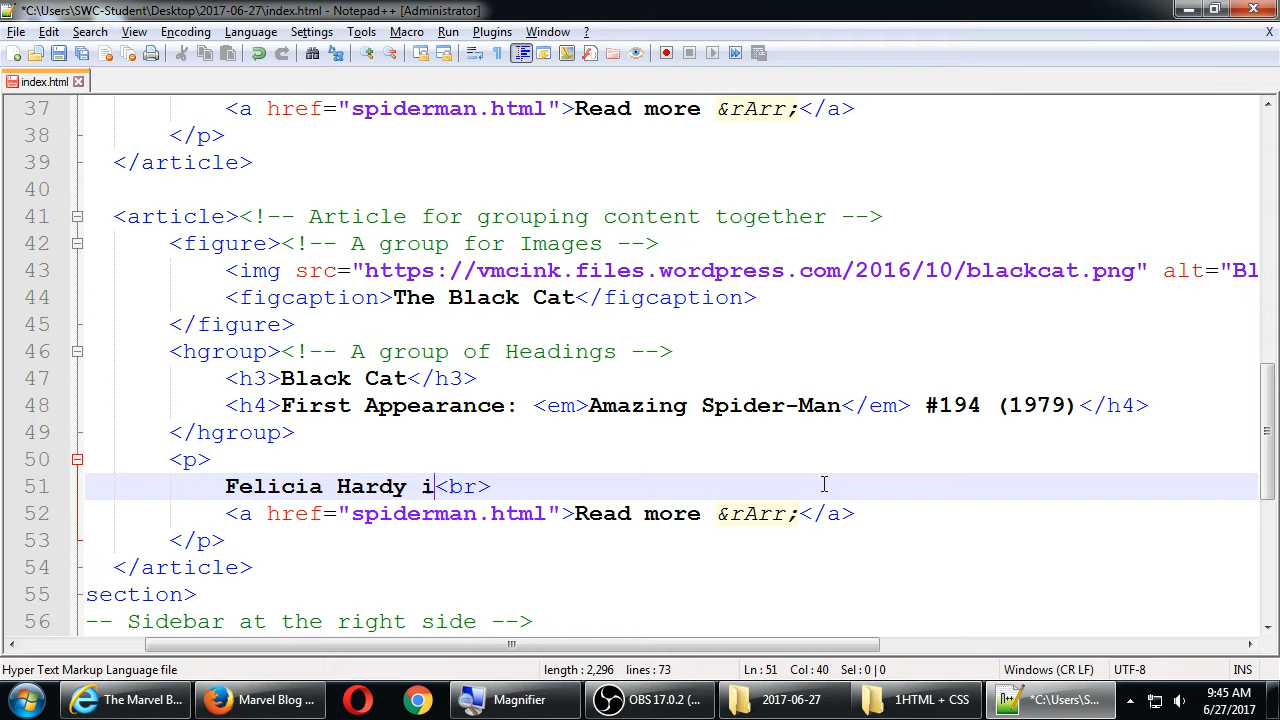 *C:\Users\SWC-Student\Desktop\2017-06-27\index.html - Notepad++ [Administrator]
File Edit Search View Encoding Language Settings Tools Macro Run Plugins Window ? X
index.html
37 <a href="spiderman.html">Read more &rArr;</a>
38 </p>
39 </article>
40
41 <article><!-- Article for grouping content together -->
42 <figure><!-- A group for Images -->
43 <img src="https://vmcink.files.wordpress.com/2016/10/blackcat.png" alt="Bl
44 <figcaption>The Black Cat</figcaption>
45 </figure>
46 <hgroup><!-- A group of Headings -->
47 <h3>Black Cat</h3>
48 <h4>First Appearance: <em>Amazing Spider-Man</em> #194 (1979)</h4>
49 </hgroup>
50 <p>
51 Felicia Hardy i<br>
52 <a href="spiderman.html">Read more &rArr;</a>
53 </p>
54 </article>
55 section>
56 -- Sidebar at the right side -->
Hyper Text Markup Language file length : 2,296 lines : 73 Ln : 51 Col : 40 Sel : 0 | 0 Windows (CR LF) UTF-8 INS
The Marvel B... Marvel Blog ... Magnifier OBS 17.0.2 (... 2017-06-27 1HTML + CSS *C:\Users\S... 9:45 AM
6/27/2017